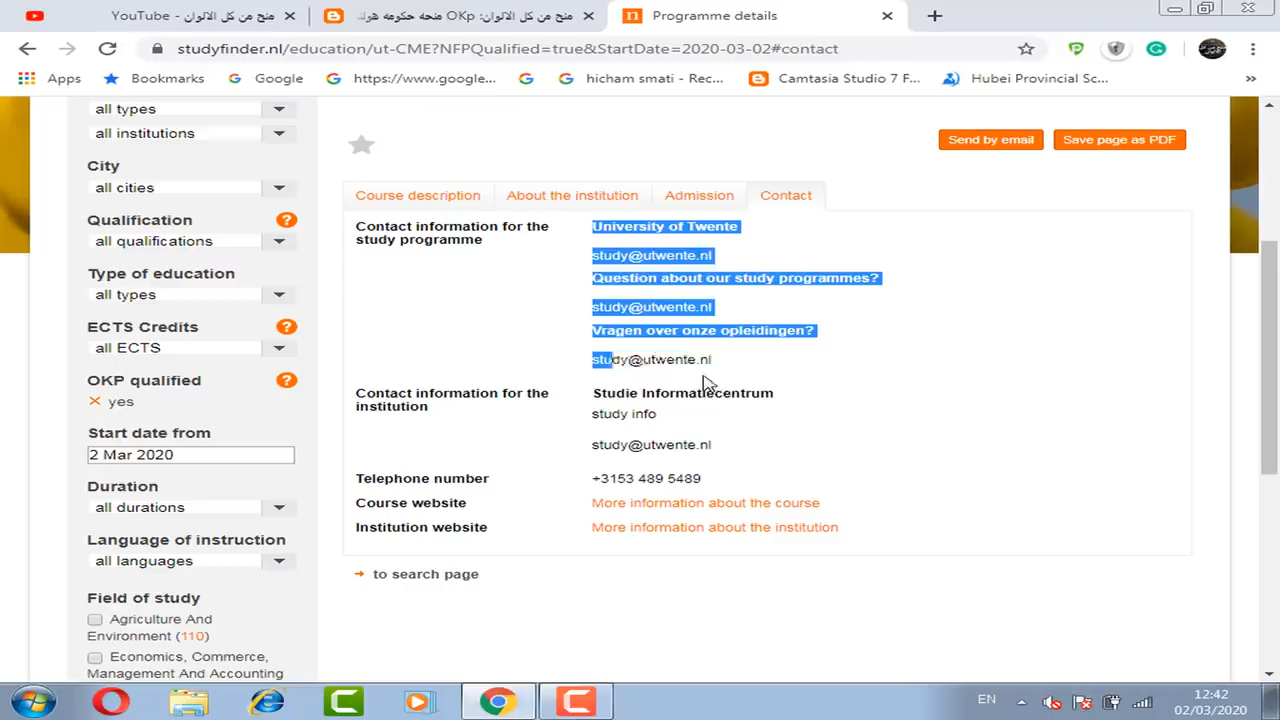 منح من كل الالوان - YouTube
منح من كل الالوان: OKp منحه حكومه هولن
Programme details
studyfinder.nl/education/ut-CME?NFPQualified=true&StartDate=2020-03-02#contact
Apps
Bookmarks
Google
https://www.google...
hicham smati - Rec...
Camtasia Studio 7 F...
Hubei Provincial Sc...
»
all types
all institutions
City
all cities
Qualification ?
all qualifications
Type of education
all types
ECTS Credits ?
all ECTS
OKP qualified ?
yes
Start date from
2 Mar 2020
Duration
all durations
Language of instruction
all languages
Field of study
Agriculture And
Environment (110)
Economics, Commerce,
Management And Accounting
Send by email
Save page as PDF
Course description
About the institution
Admission
Contact
Contact information for the
study programme
University of Twente
study@utwente.nl
Question about our study programmes?
study@utwente.nl
Vragen over onze opleidingen?
study@utwente.nl
Contact information for the
institution
Studie Informatiecentrum
study info
study@utwente.nl
Telephone number
+3153 489 5489
Course website
More information about the course
Institution website
More information about the institution
to search page
EN
12:42
02/03/2020